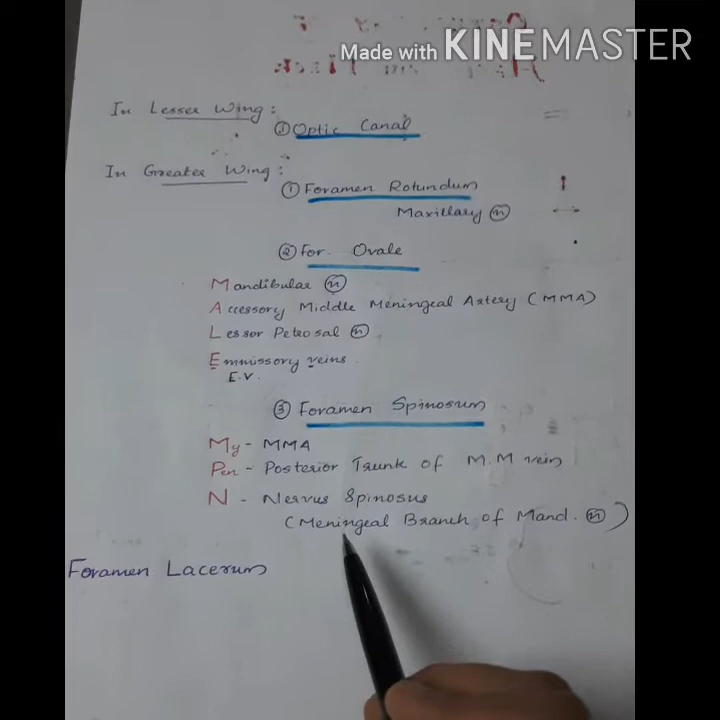 Made with KINEMASTER
In Lesser Wing:
① Optic Canal
In Greater Wing:
① Foramen Rotundum
Maxillary (n)
② For. Ovale
Mandibular (n)
Accessory Middle Meningeal Artery (MMA)
Lessor Petrosal (n)
Emmissory veins
E.V.
③ Foramen Spinosum
My - MMA
Pen - Posterior Trunk of M.M vein
N - Nervus Spinosus
(Meningeal Branch of Mand. (n))
Foramen Lacerum